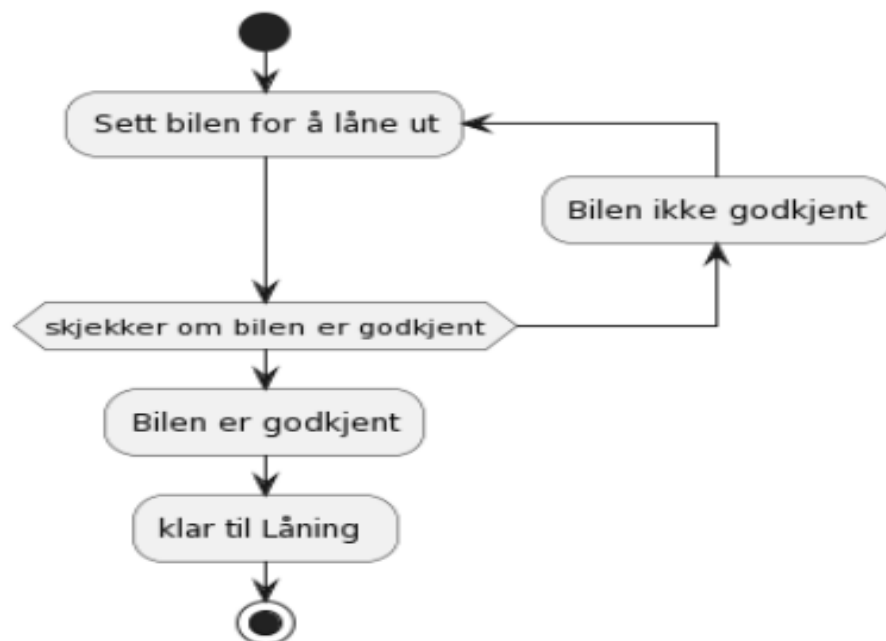 Sett bilen for å låne ut
Bilen ikke godkjent
skjekker om bilen er godkjent
Bilen er godkjent
klar til Låning